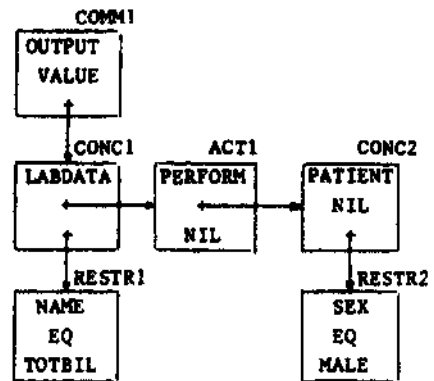 COMM1
OUTPUT
VALUE
CONC1
ACT1
CONC2
LABDATA
PERFORM
PATIENT
NIL
NIL
RESTR1
RESTR2
NAME
SEX
EQ
EQ
TOTBIL
MALE